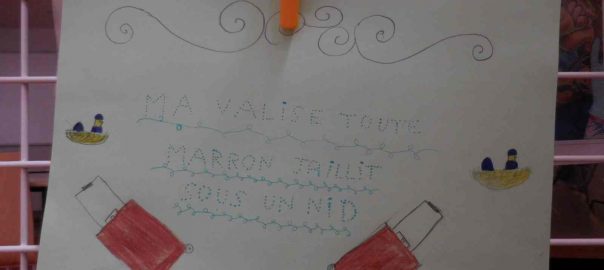 MA VALiSE TOUTE
MARRON JAiLLiT
SOUS UN NiD